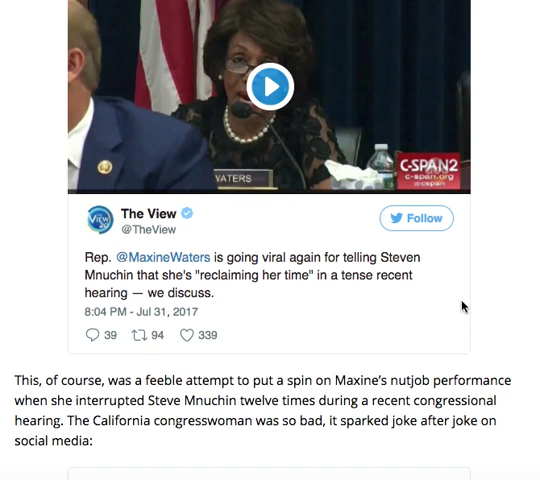 WATERS
C-SPAN2
c-span.org
@cspan
The View
@TheView
Follow
Rep. @MaxineWaters is going viral again for telling Steven
Mnuchin that she's "reclaiming her time" in a tense recent
hearing — we discuss.
8:04 PM - Jul 31, 2017
39 94 339
This, of course, was a feeble attempt to put a spin on Maxine's nutjob performance
when she interrupted Steve Mnuchin twelve times during a recent congressional
hearing. The California congresswoman was so bad, it sparked joke after joke on
social media: